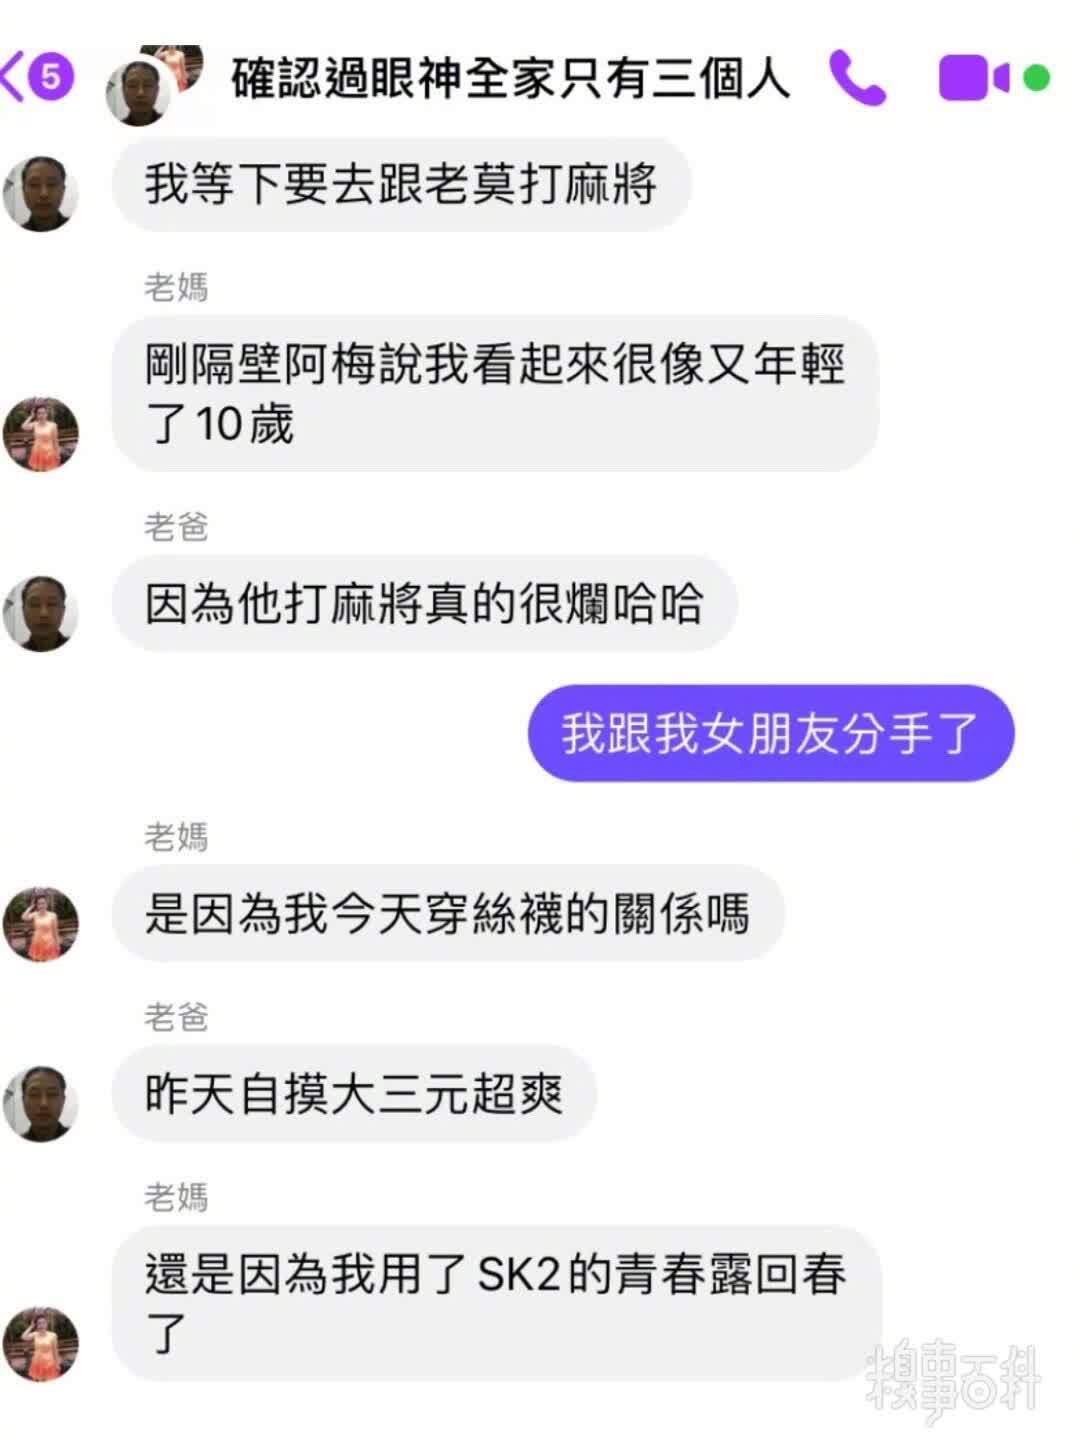 5
確認過眼神全家只有三個人
我等下要去跟老莫打麻將
老媽
剛隔壁阿梅說我看起來很像又年輕
了10歲
老爸
因為他打麻將真的很爛哈哈
我跟我女朋友分手了
老媽
是因為我今天穿絲襪的關係嗎
老爸
昨天自摸大三元超爽
老媽
還是因為我用了SK2的青春露回春
了
糗事百科